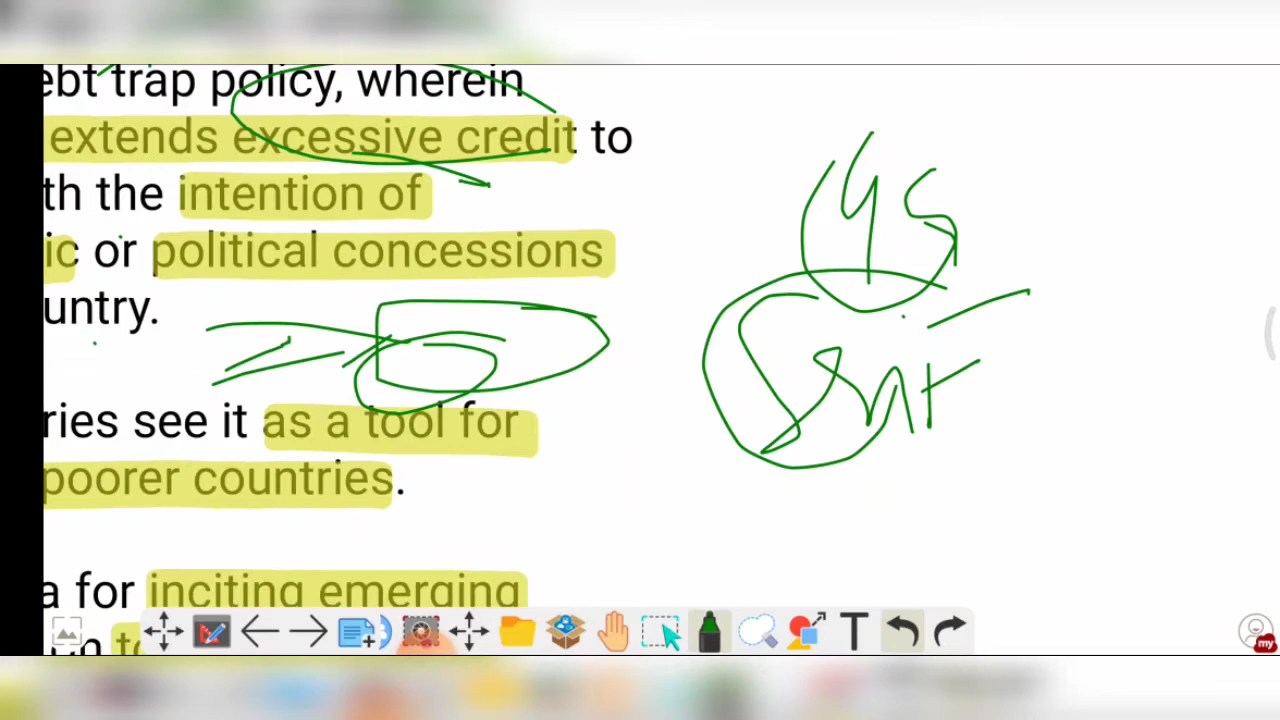 ebt trap policy, wherein
extends excessive credit to
th the intention of
ic or political concessions
untry.
ries see it as a tool for
poorer countries.
a for inciting emerging
T
my